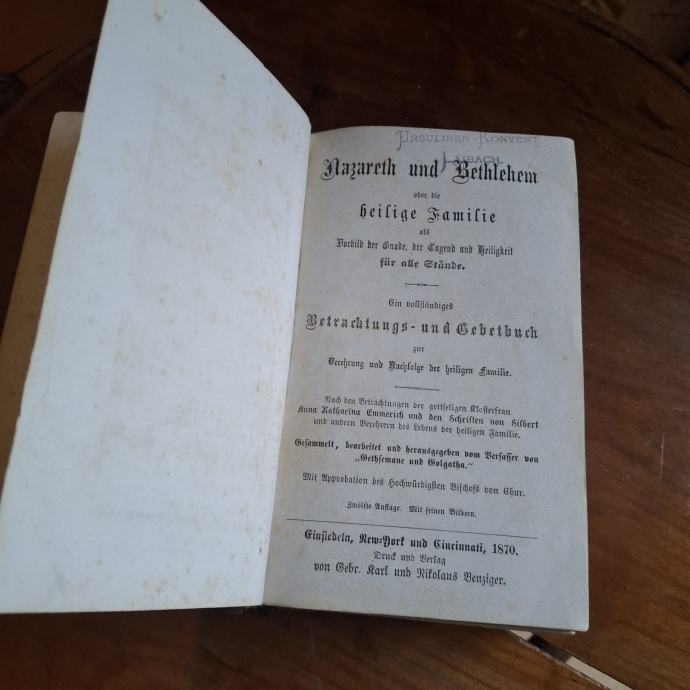 URSULINEN-KONVENT,
LAIBACH.
Nazareth und Bethlehem
oder die
heilige Familie
als
Vorbild der Gnade, der Tugend und Heiligkeit
für alle Stände.
Ein vollständiges
Betrachtungs- und Gebetbuch
zur
Verehrung und Nachfolge der heiligen Familie.
Nach den Betrachtungen der gottseligen Klosterfrau
Anna Katharina Emmerich und den Schriften von Hilbert
und andern Verehrern des Lebens der heiligen Familie.
Gesammelt, bearbeitet und herausgegeben vom Verfasser von
„Gethsemane und Golgatha."
Mit Approbation des Hochwürdigsten Bischofs von Chur.
Zwölfte Auflage. Mit feinen Bildern.
Einsiedeln, New-York und Cincinnati, 1870.
Druck und Verlag
von Gebr. Karl und Nikolaus Benziger.